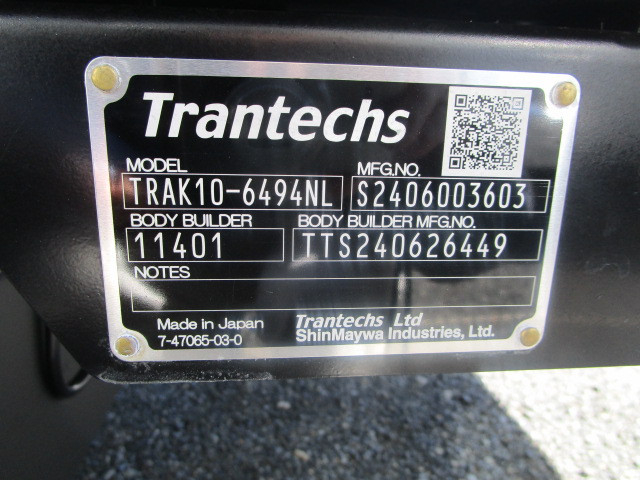 Trantechs
MODEL MFG.NO.
TRAK10-6494NL S2406003603
BODY BUILDER BODY BUILDER MFG.NO.
11401 TTS240626449
NOTES
Made in Japan Trantechs Ltd
7-47065-03-0 ShinMaywa Industries, Ltd.